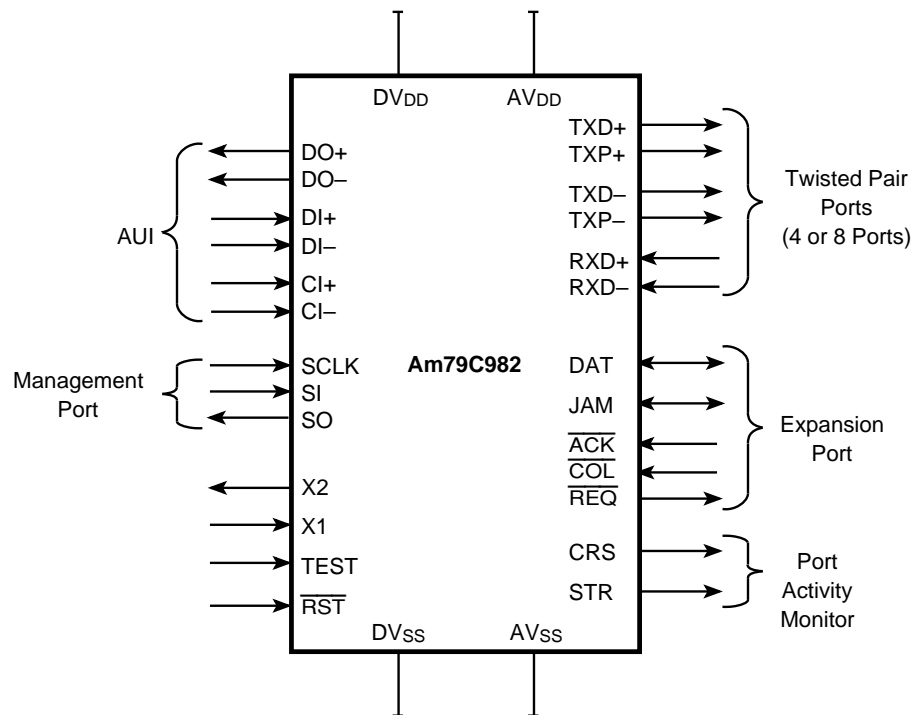 DVDD
AVDD
AUI
DO+
DO–
DI+
DI–
CI+
CI–
Management
Port
SCLK
SI
SO
X2
X1
TEST
RST
Am79C982
TXD+
TXP+
TXD–
TXP–
RXD+
RXD–
Twisted Pair
Ports
(4 or 8 Ports)
DAT
JAM
ACK
COL
REQ
Expansion
Port
CRS
STR
Port
Activity
Monitor
DVSS
AVSS